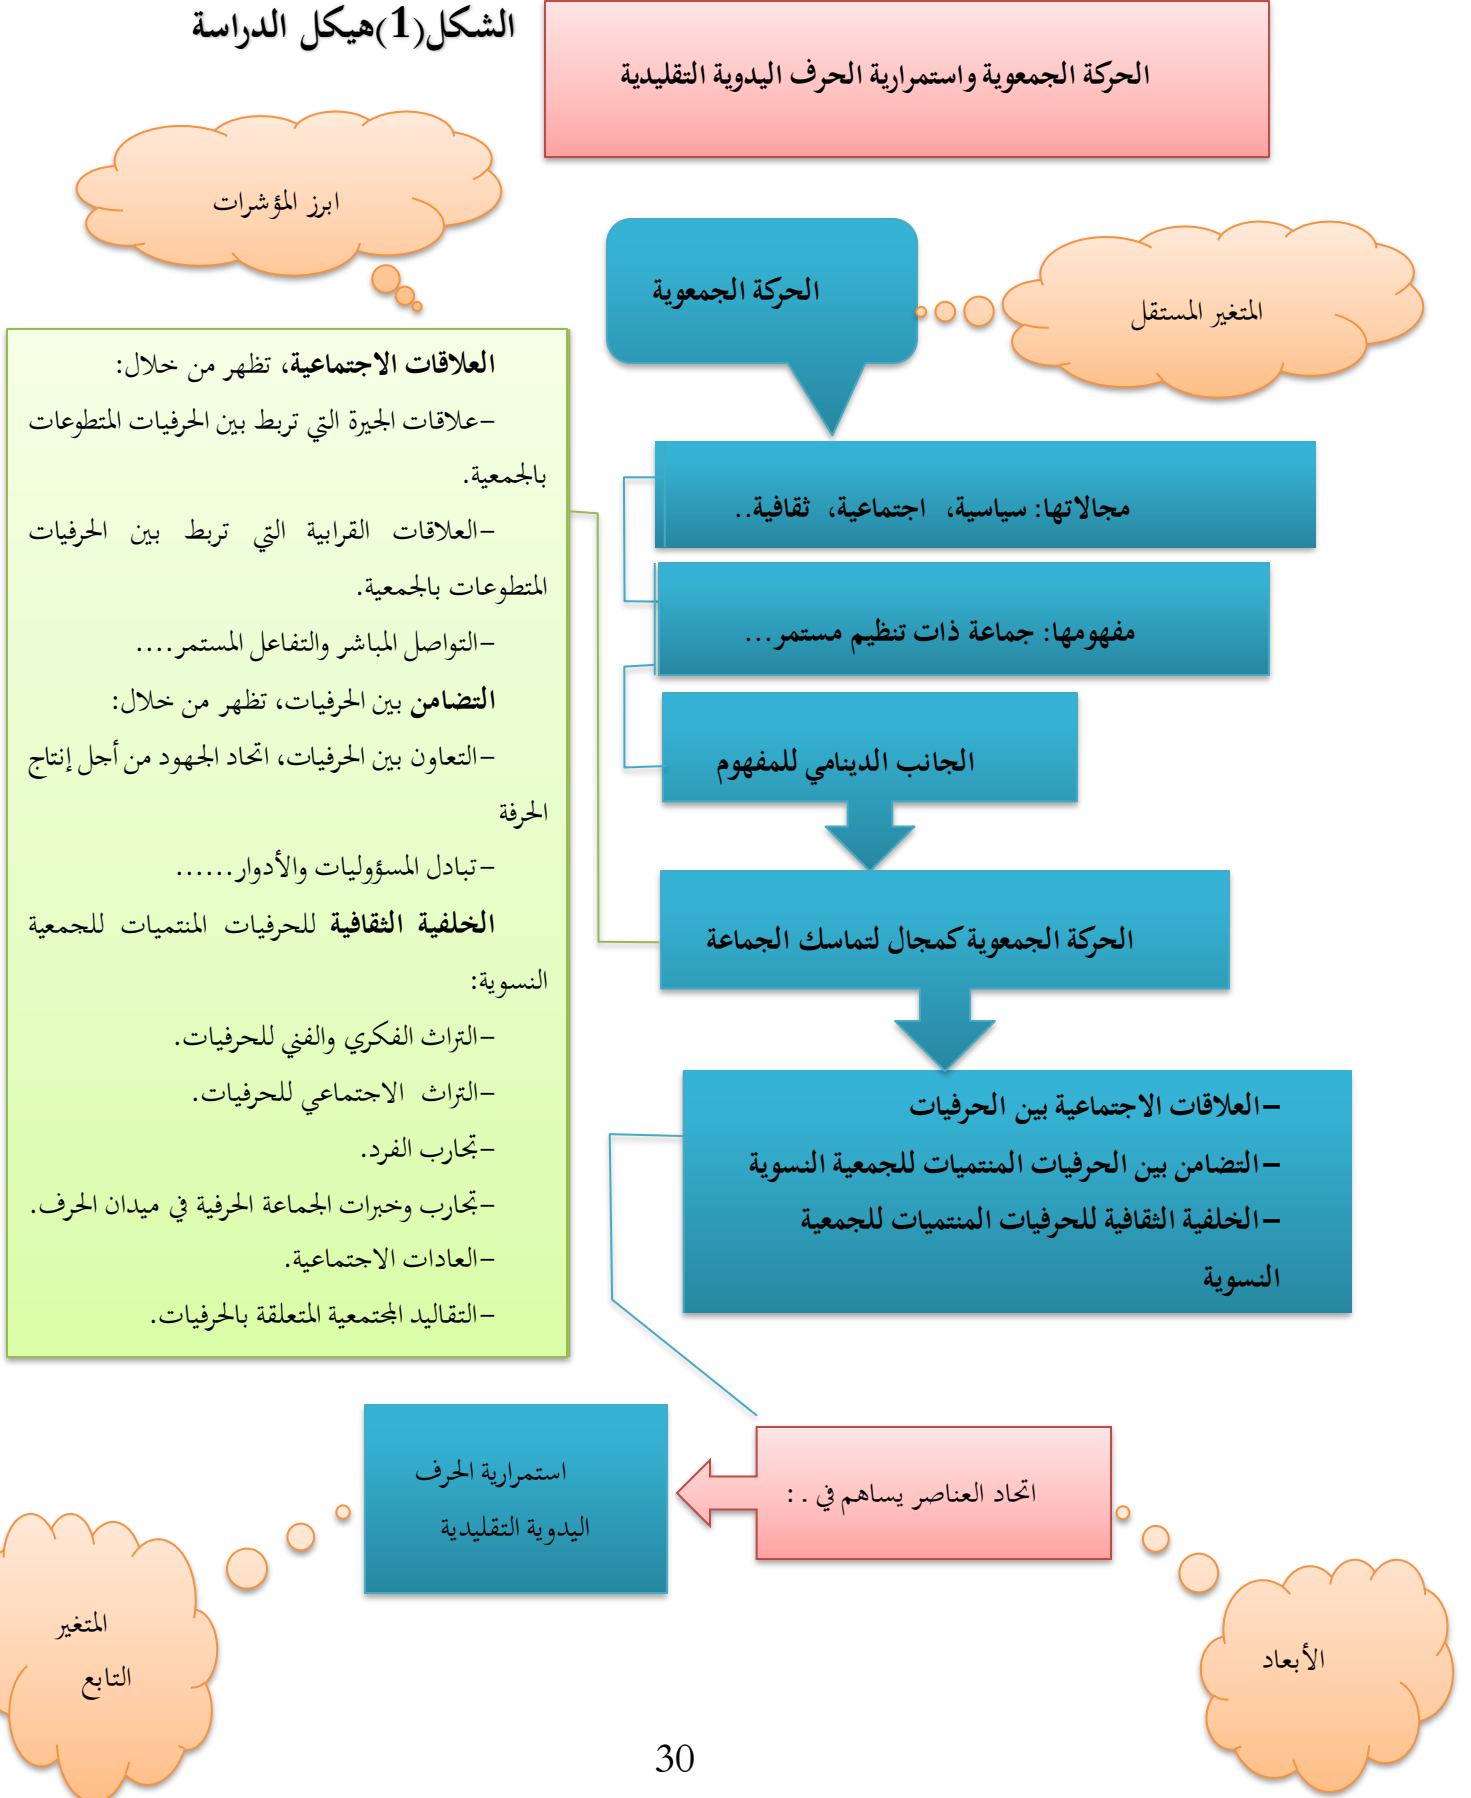 الشكل(1)هيكل الدراسة
الحركة الجمعوية واستمرارية الحرف اليدوية التقليدية
ابرز المؤشرات
الحركة الجمعوية
المتغير المستقل
العلاقات الاجتماعية، تظهر من خلال:
-علاقات الجيرة التي تربط بين الحرفيات المتطوعات
بالجمعية.
-العلاقات القرابية التي تربط بين الحرفيات
المتطوعات بالجمعية.
-التواصل المباشر والتفاعل المستمر....
التضامن بين الحرفيات، تظهر من خلال:
-التعاون بين الحرفيات، اتحاد الجهود من أجل إنتاج
الحرفة
-تبادل المسؤوليات والأدوار......
الخلفية الثقافية للحرفيات المنتميات للجمعية
النسوية:
-التراث الفكري والفني للحرفيات.
-التراث الاجتماعي للحرفيات.
-تجارب الفرد.
-تجارب وخبرات الجماعة الحرفية في ميدان الحرف.
-العادات الاجتماعية.
-التقاليد المجتمعية المتعلقة بالحرفيات.
مجالاتها: سياسية، اجتماعية، ثقافية..
مفهومها: جماعة ذات تنظيم مستمر...
الجانب الدينامي للمفهوم
الحركة الجمعوية كمجال لتماسك الجماعة
-العلاقات الاجتماعية بين الحرفيات
-التضامن بين الحرفيات المنتميات للجمعية النسوية
-الخلفية الثقافية للحرفيات المنتميات للجمعية
النسوية
اتحاد العناصر يساهم في . :
استمرارية الحرف
اليدوية التقليدية
المتغير
التابع
الأبعاد
30